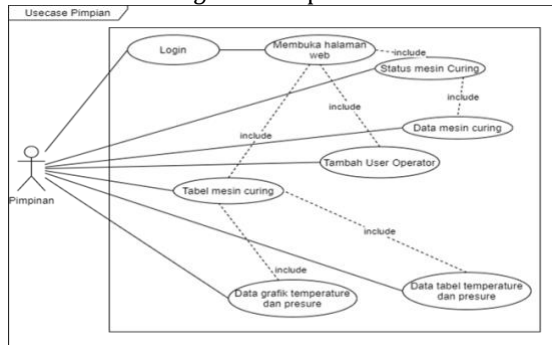 Usecase Pimpian
Login
Membuka halaman
web
include
Status mesin Curing
include
Data mesin curing
include
include
Tambah User Operator
Pimpinan
Tabel mesin curing
include
include
Data grafik temperature
dan presure
Data tabel temperature
dan presure